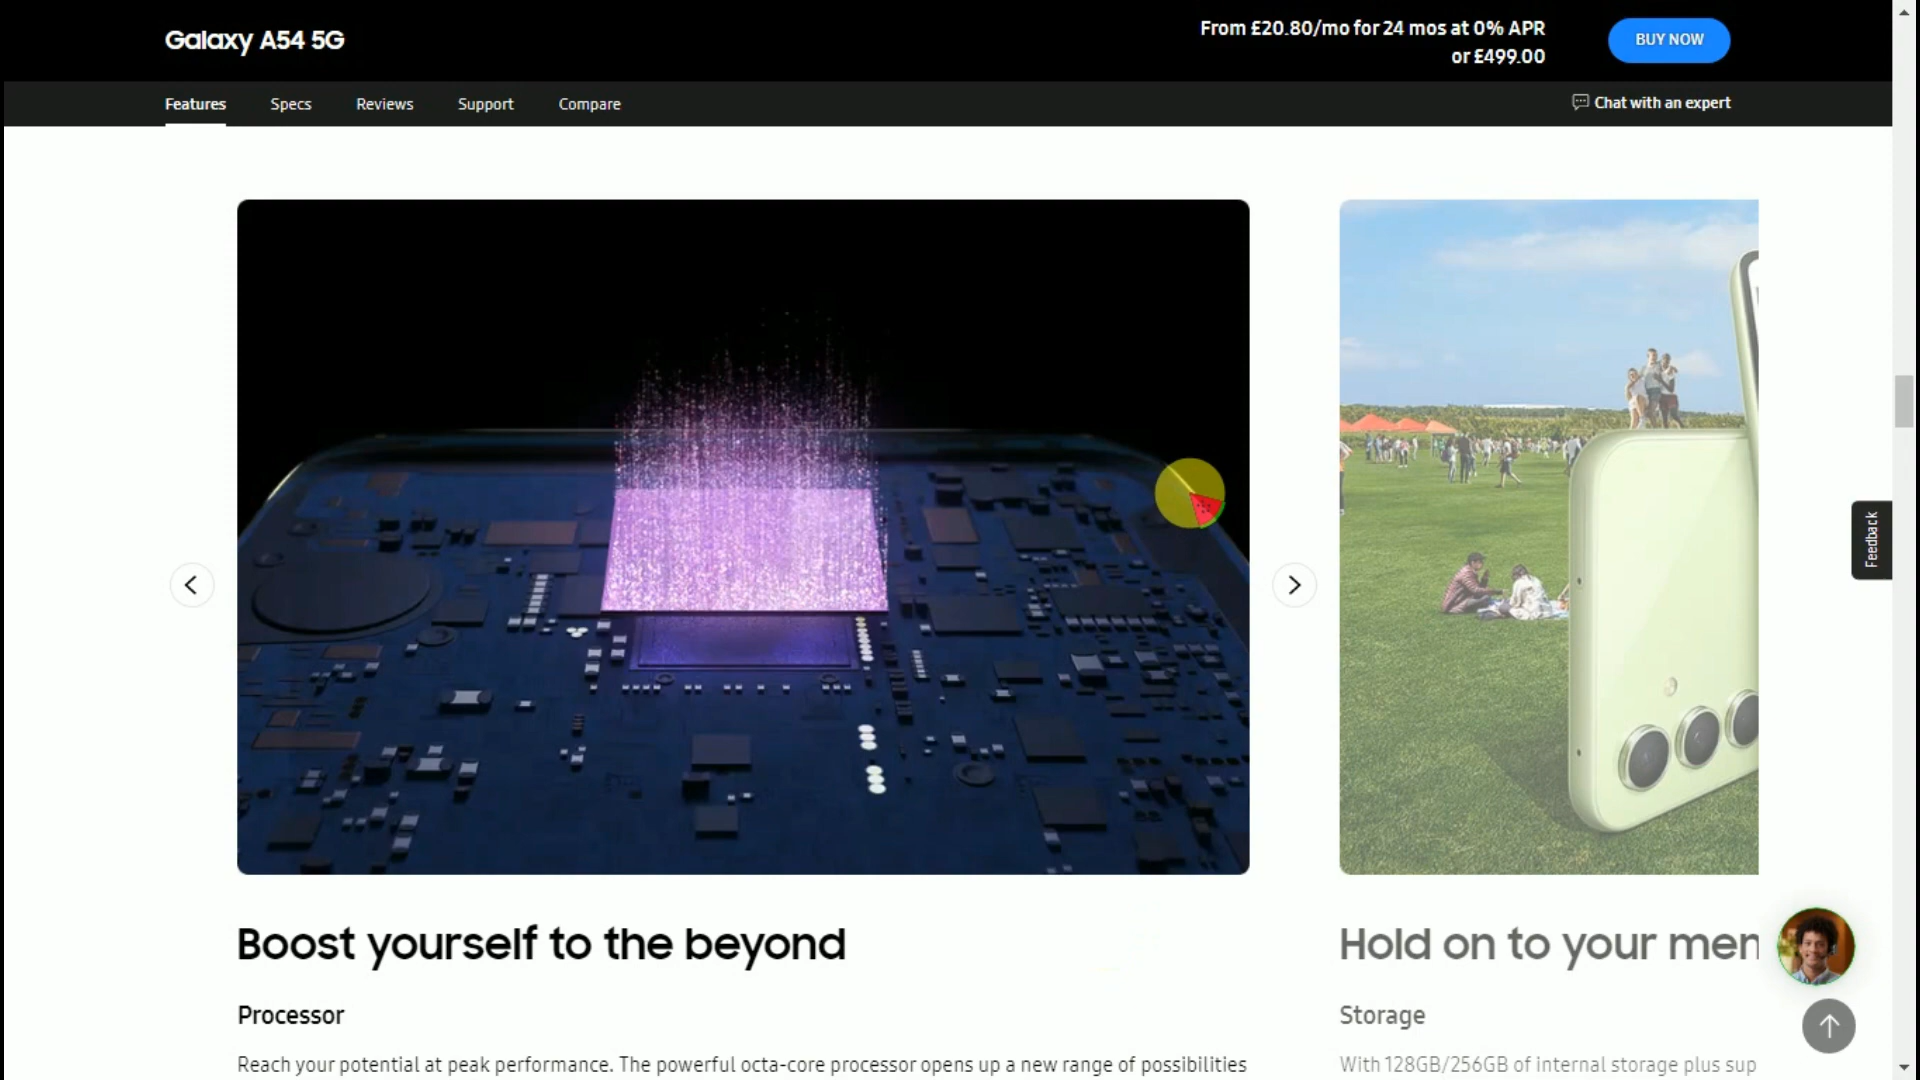 Galaxy A54 5G
From £20.80/mo for 24 mos at 0% APR
or £499.00
BUY NOW
Features
Specs
Reviews
Support
Compare
Chat with an expert
Feedback
Boost yourself to the beyond
Hold on to your men
Processor
Storage
Reach your potential at peak performance. The powerful octa-core processor opens up a new range of possibilities
With 128GB/256GB of internal storage plus sup